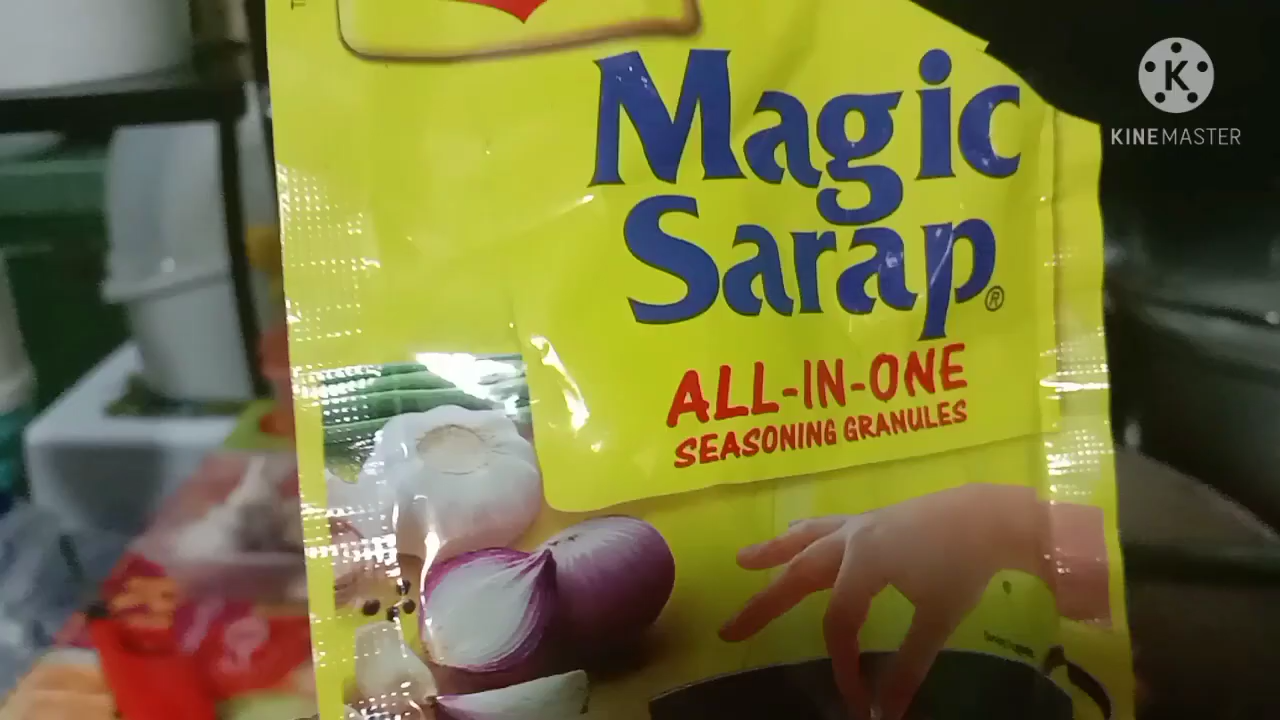 Magic
Sarap®
ALL-IN-ONE
SEASONING GRANULES
KINEMASTER